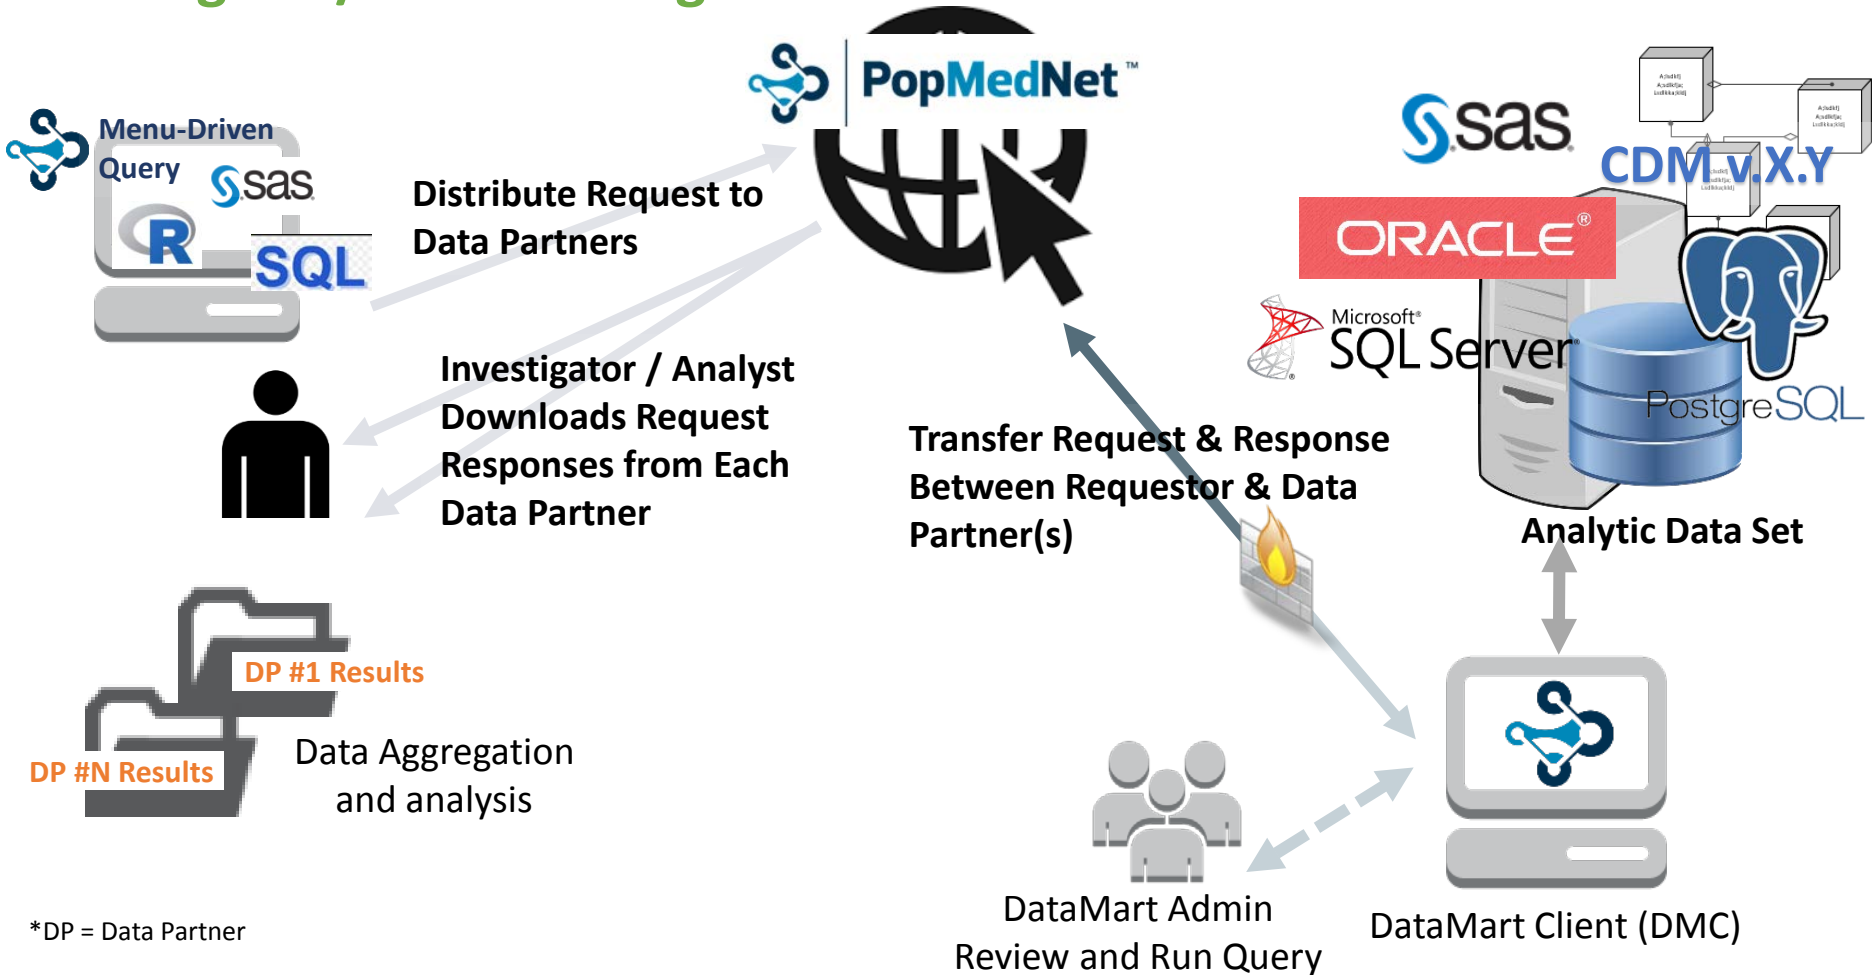 PopMedNet™
Menu-Driven
Query
sas
R
SQL
Distribute Request to
Data Partners
sas
CDM v.X.Y
ORACLE®
Microsoft®
SQL Server®
PostgreSQL
Investigator / Analyst
Downloads Request
Responses from Each
Data Partner
Transfer Request & Response
Between Requestor & Data
Partner(s)
Analytic Data Set
DP #1 Results
DP #N Results
Data Aggregation
and analysis
DataMart Admin
Review and Run Query
DataMart Client (DMC)
*DP = Data Partner